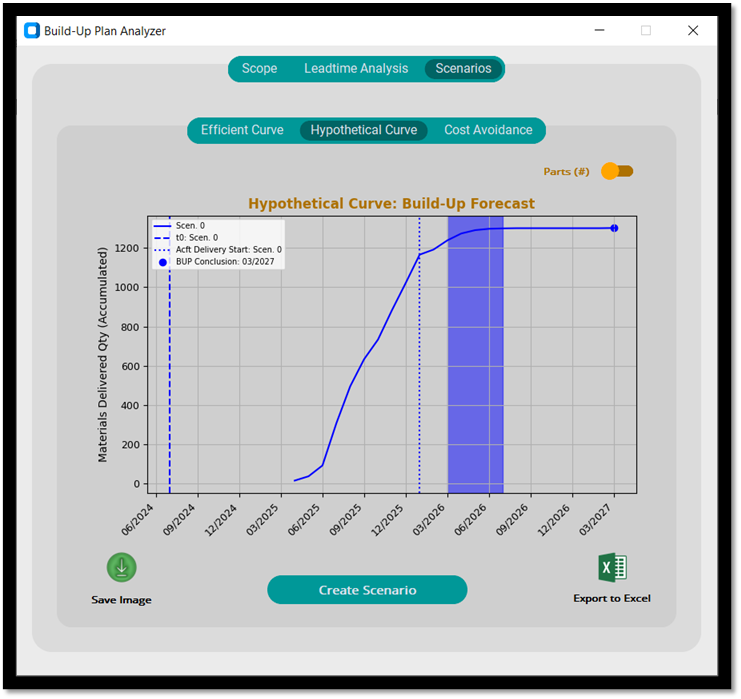 Build-Up Plan Analyzer
Scope Leadtime Analysis Scenarios
Efficient Curve Hypothetical Curve Cost Avoidance
Parts (#)
Hypothetical Curve: Build-Up Forecast
Scen. 0
t0: Scen. 0
Acft Delivery Start: Scen. 0
BUP Conclusion: 03/2027
Materials Delivered Qty (Accumulated)
1200
1000
800
600
400
200
0
06/2024 09/2024 12/2024 03/2025 06/2025 09/2025 12/2025 03/2026 06/2026 09/2026 12/2026 03/2027
Save Image
Create Scenario
X
Export to Excel